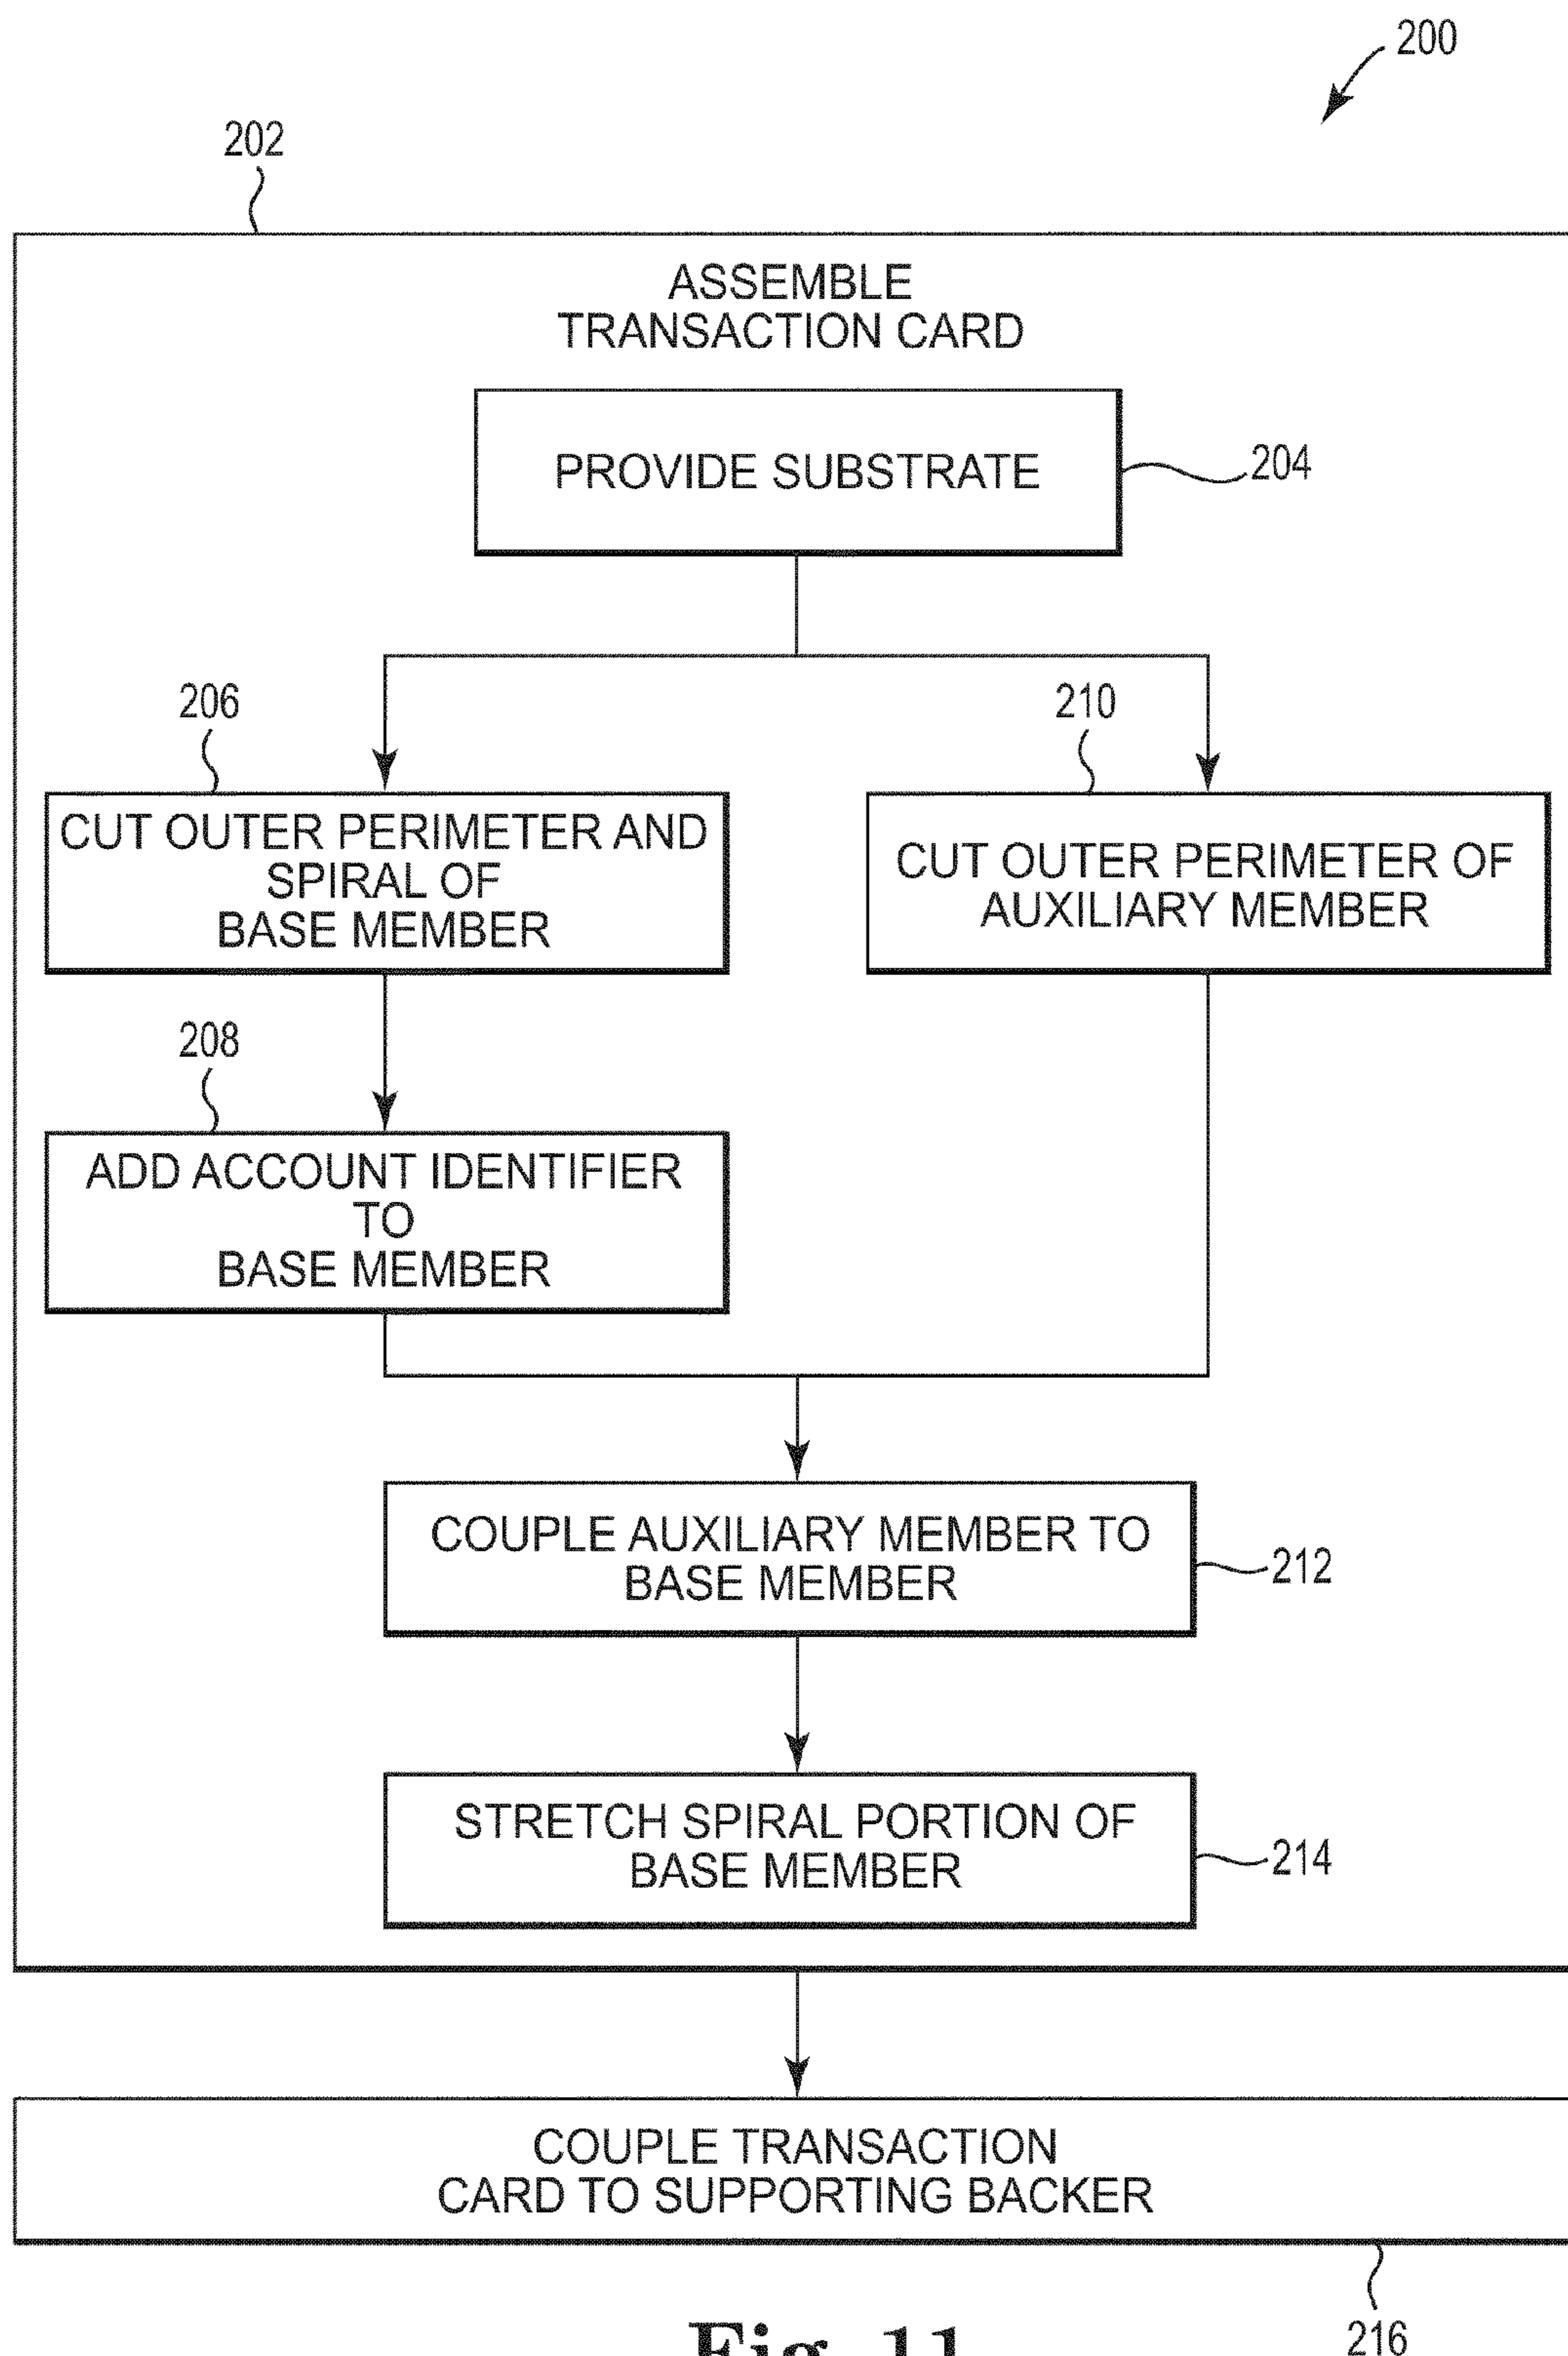 200
202
ASSEMBLE
TRANSACTION CARD
PROVIDE SUBSTRATE
204
206
210
CUT OUTER PERIMETER AND
SPIRAL OF
BASE MEMBER
CUT OUTER PERIMETER OF
AUXILIARY MEMBER
208
ADD ACCOUNT IDENTIFIER
TO
BASE MEMBER
COUPLE AUXILIARY MEMBER TO
BASE MEMBER
212
STRETCH SPIRAL PORTION OF
BASE MEMBER
214
COUPLE TRANSACTION
CARD TO SUPPORTING BACKER
216
Fig. 11